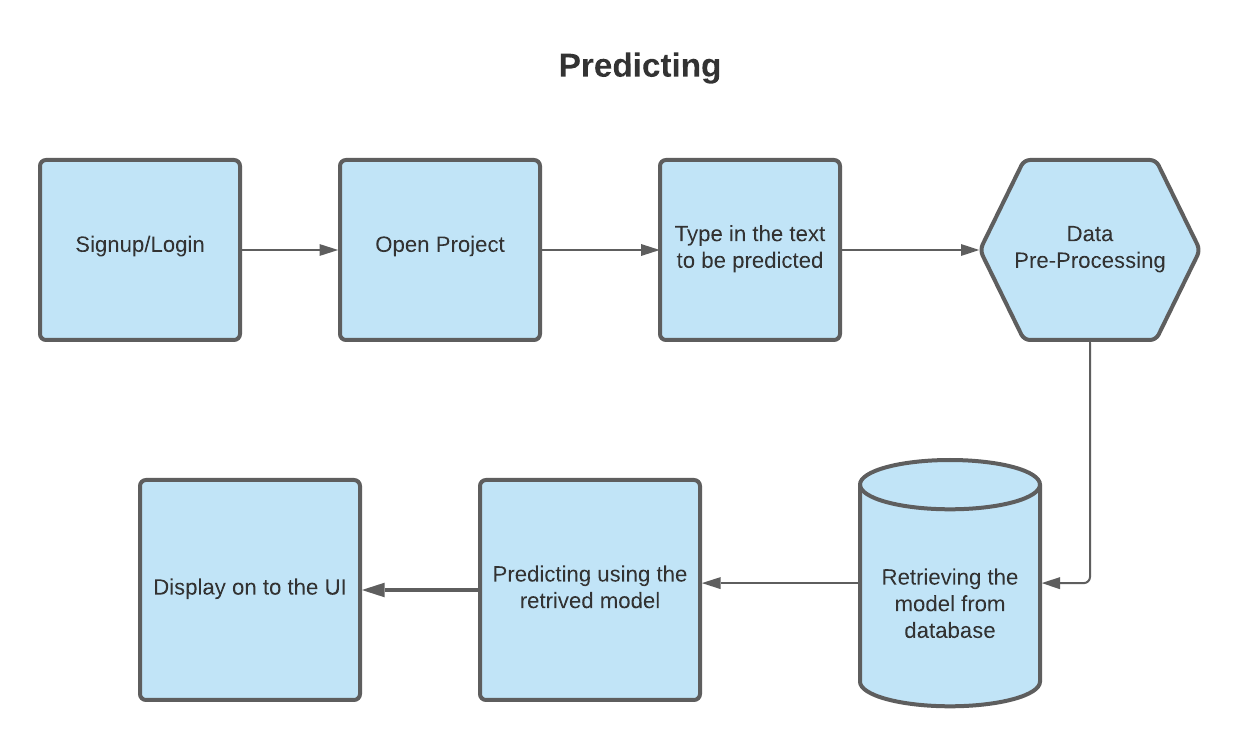 Predicting
Signup/Login
Open Project
Type in the text
to be predicted
Data
Pre-Processing
Retrieving the
model from
database
Predicting using the
retrived model
Display on to the UI